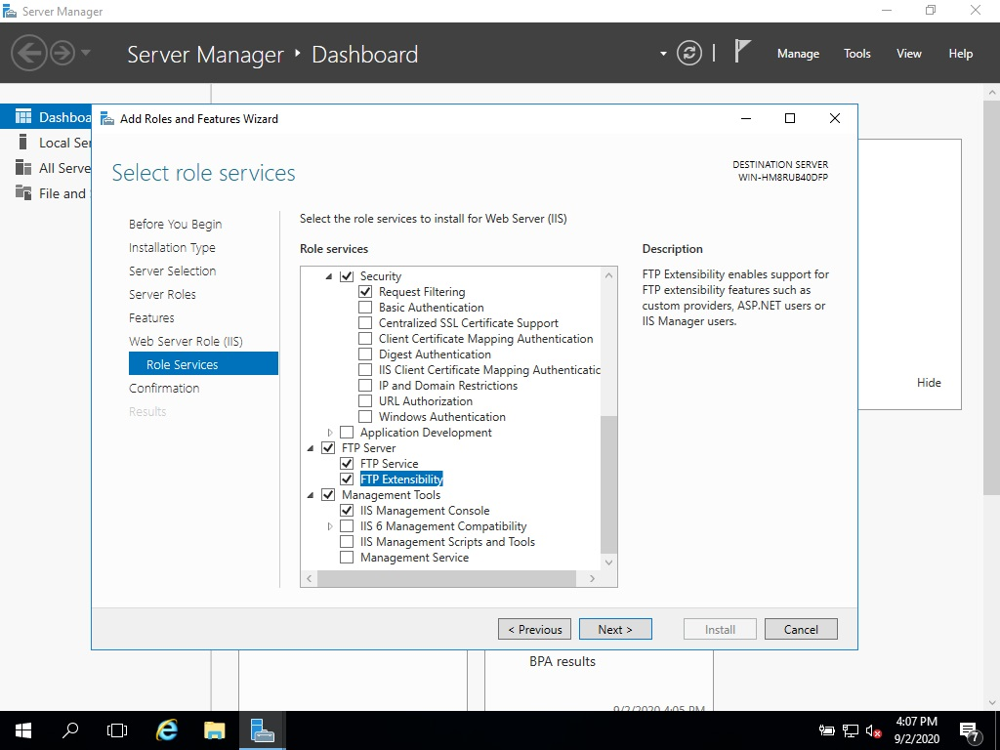 Server Manager
Server Manager • Dashboard
Manage Tools View Help
Dashboa
Local Ser
All Serve
File and
Add Roles and Features Wizard
Select role services
DESTINATION SERVER
WIN-HM8RUB40DFP
Before You Begin
Installation Type
Server Selection
Server Roles
Features
Web Server Role (IIS)
Role Services
Confirmation
Results
Select the role services to install for Web Server (IIS)
Role services
Security
Request Filtering
Basic Authentication
Centralized SSL Certificate Support
Client Certificate Mapping Authentication
Digest Authentication
IIS Client Certificate Mapping Authenticatic
IP and Domain Restrictions
URL Authorization
Windows Authentication
Application Development
FTP Server
FTP Service
FTP Extensibility
Management Tools
IIS Management Console
IIS 6 Management Compatibility
IIS Management Scripts and Tools
Management Service
Description
FTP Extensibility enables support for
FTP extensibility features such as
custom providers, ASP.NET users or
IIS Manager users.
Hide
< Previous
Next >
Install
Cancel
BPA results
9/2/2020 4:05 PM
4:07 PM
9/2/2020
7